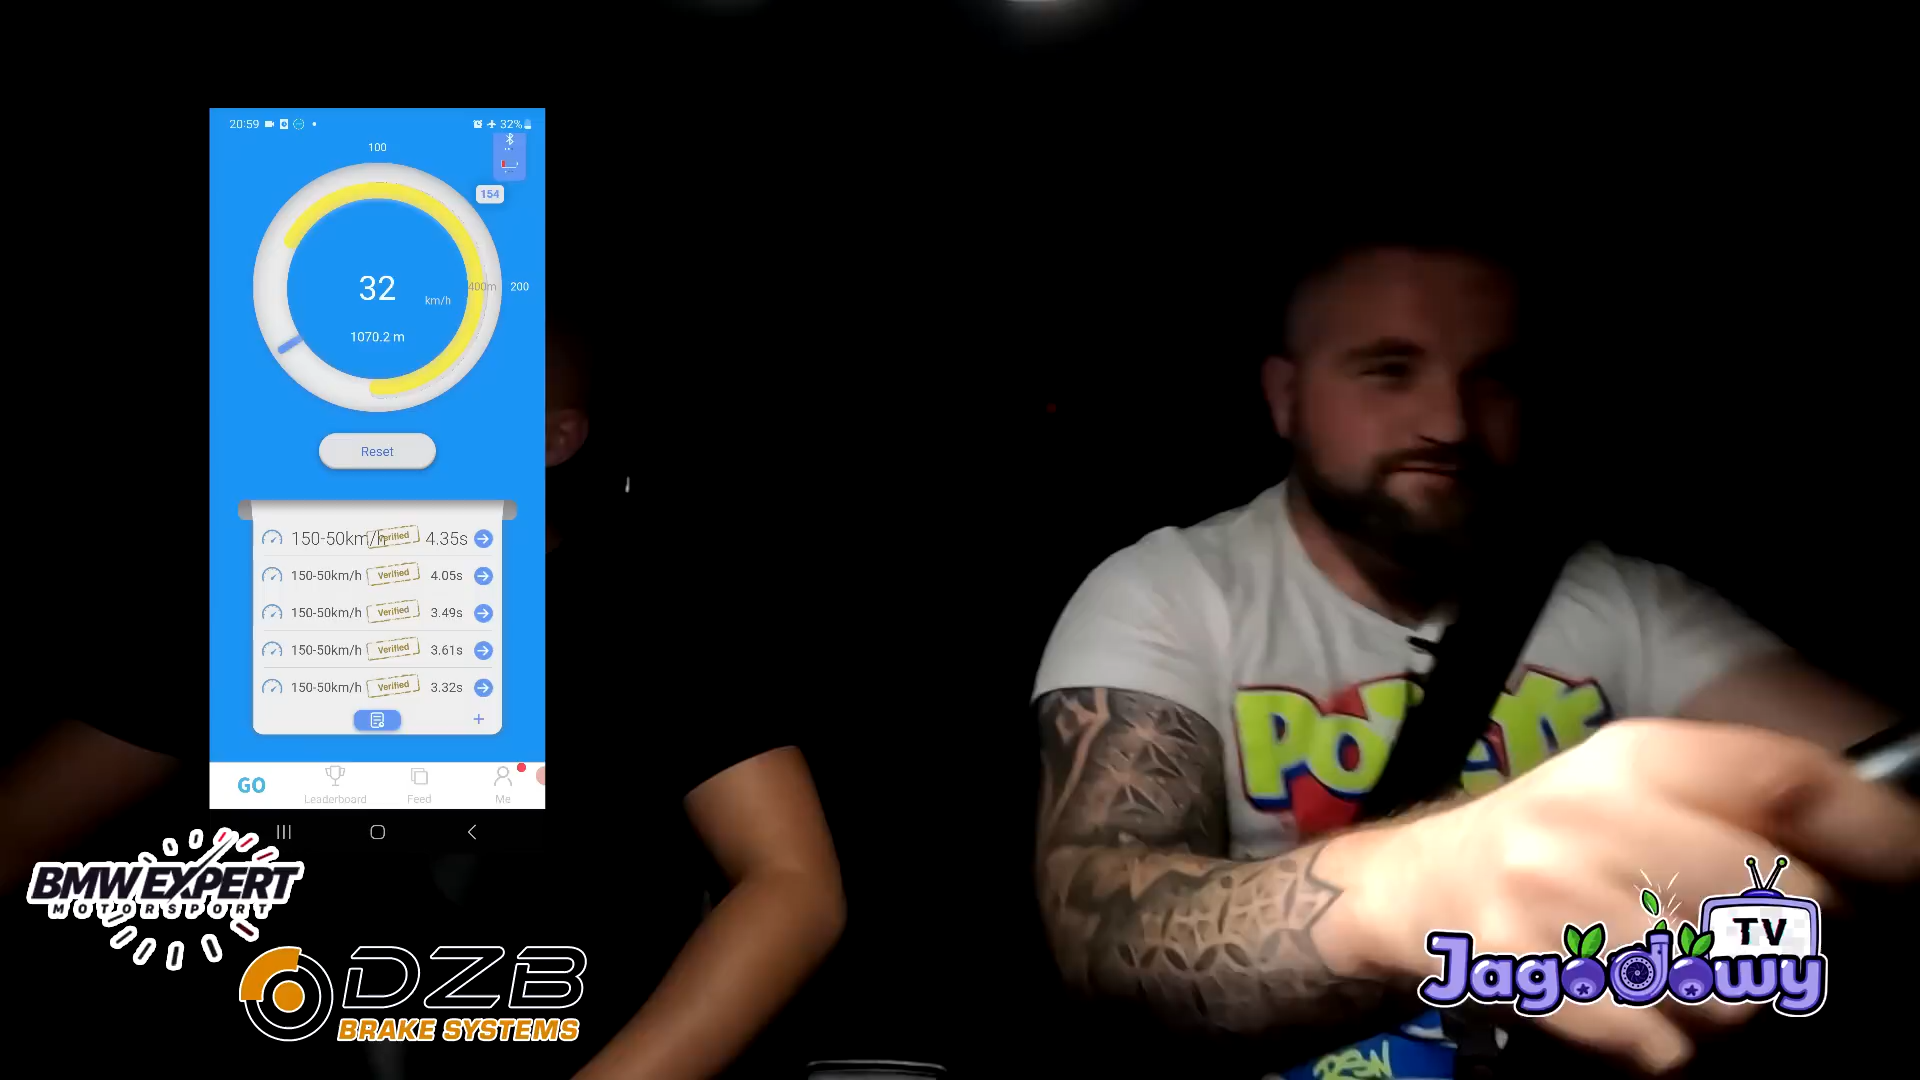 20:59
32%
100
154
32
km/h
400m
200
1070.2 m
Reset
150-50km/h Verified 4.35s
150-50km/h Verified 4.05s
150-50km/h Verified 3.49s
150-50km/h Verified 3.61s
150-50km/h Verified 3.32s
GO
Leaderboard
Feed
Me
BMW EXPERT
MOTORSPORT
DZB
BRAKE SYSTEMS
TV
Jagodowy